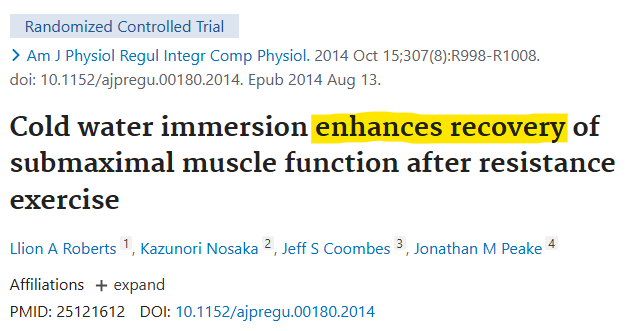 Randomized Controlled Trial
> Am J Physiol Regul Integr Comp Physiol. 2014 Oct 15;307(8):R998-R1008.
doi: 10.1152/ajpregu.00180.2014. Epub 2014 Aug 13.
Cold water immersion enhances recovery of
submaximal muscle function after resistance
exercise
Llion A Roberts 1, Kazunori Nosaka 2, Jeff S Coombes 3, Jonathan M Peake 4
Affiliations + expand
PMID: 25121612 DOI: 10.1152/ajpregu.00180.2014